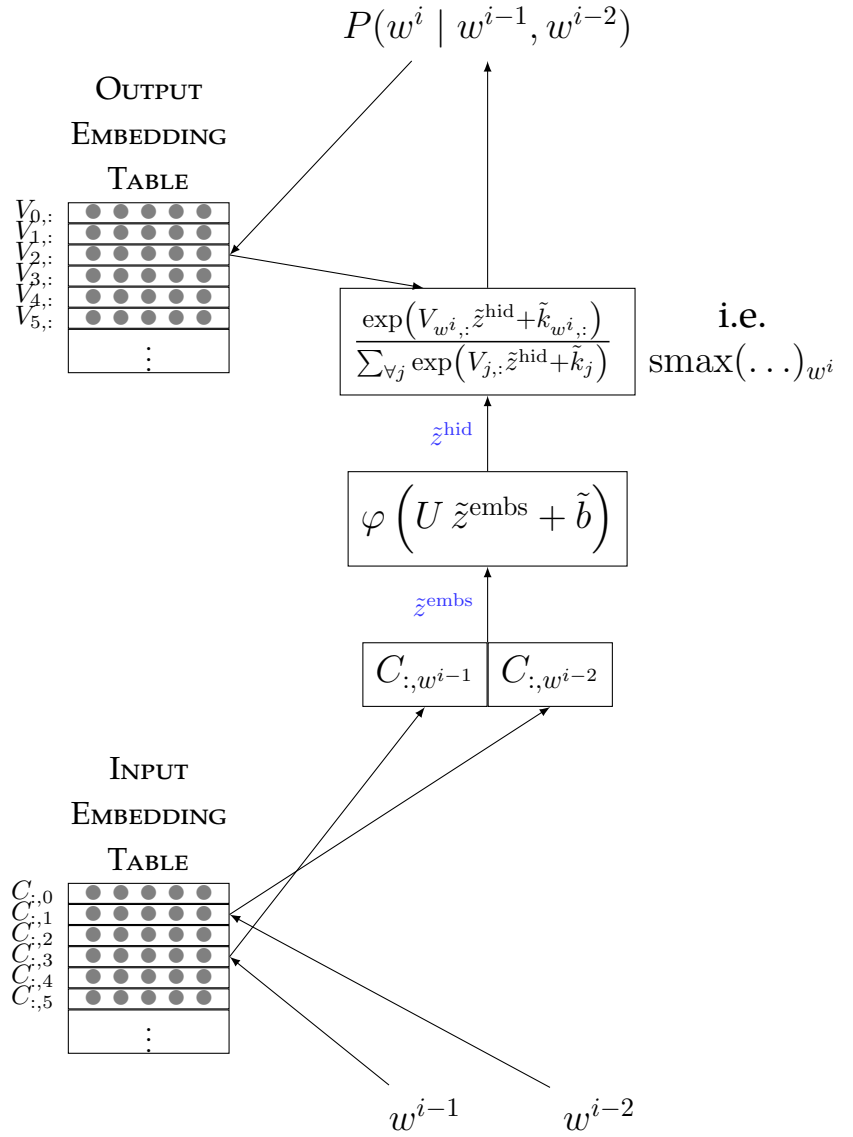 P(w^i | w^{i−1}, w^{i−2})
OUTPUT
EMBEDDING
TABLE
V_{0,:}
V_{1,:}
V_{2,:}
V_{3,:}
V_{4,:}
V_{5,:}
⋮
exp(V_{w^i,:} z̃^{hid} + k̃_{w^i,:})
∑_{∀j} exp(V_{j,:} z̃^{hid} + k̃_j)
i.e.
smax(...)_{w^i}
z̃^{hid}
φ(U z̃^{embs} + b̃)
z̃^{embs}
C_{:,w^{i−1}} C_{:,w^{i−2}}
INPUT
EMBEDDING
TABLE
C_{:,0}
C_{:,1}
C_{:,2}
C_{:,3}
C_{:,4}
C_{:,5}
⋮
w^{i−1} w^{i−2}